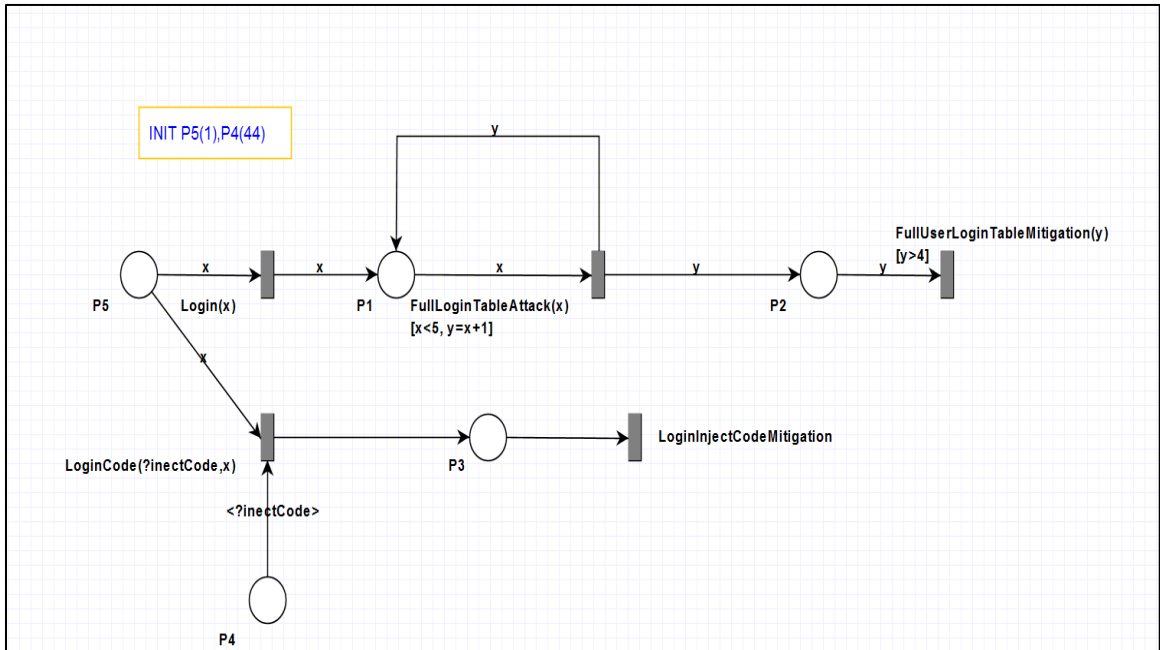 y
INIT P5(1),P4(44)
FullUserLoginTableMitigation(y)
[y>4]
x
x
x
y
y
P5
Login(x)
P1
FullLoginTableAttack(x)
[x<5, y=x+1]
P2
x
LoginInjectCodeMitigation
LoginCode(?inectCode,x)
P3
<?inectCode>
P4